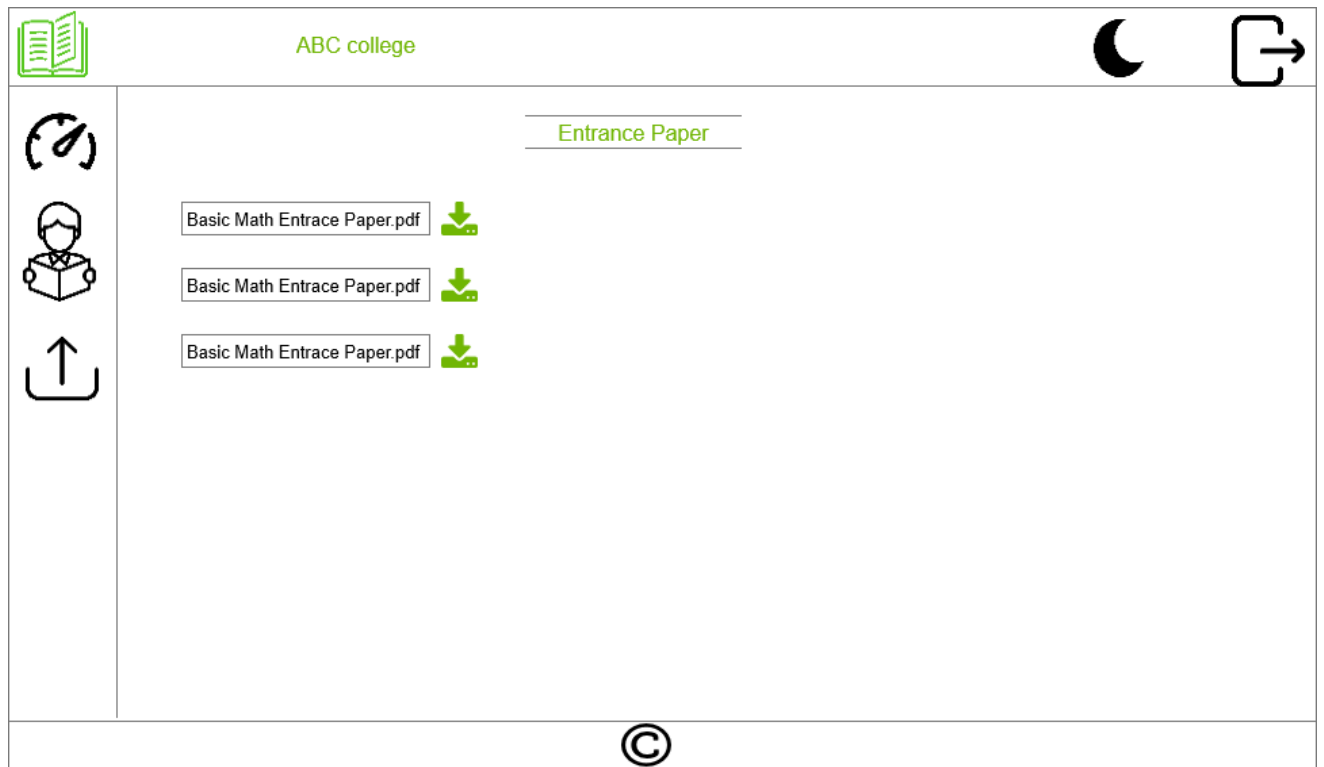 ABC college
Entrance Paper
Basic Math Entrace Paper.pdf
Basic Math Entrace Paper.pdf
Basic Math Entrace Paper.pdf
©